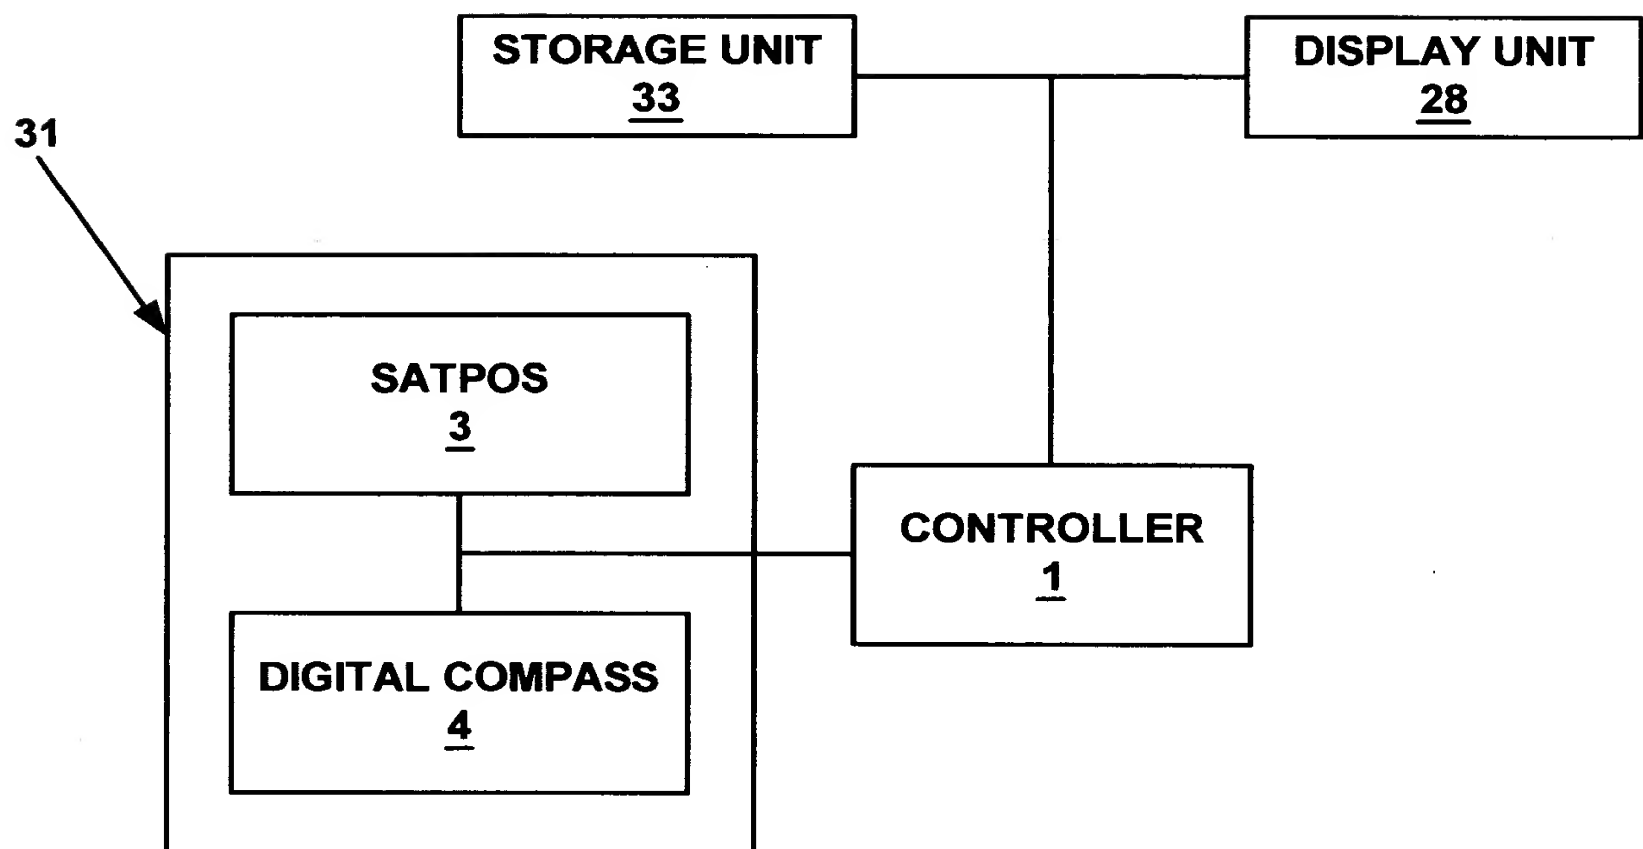 STORAGE UNIT
33
DISPLAY UNIT
28
31
SATPOS
3
CONTROLLER
1
DIGITAL COMPASS
4